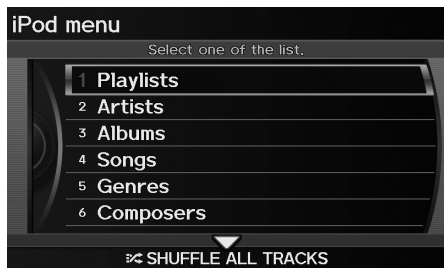 iPod menu
Select one of the list.
1 Playlists
2 Artists
3 Albums
4 Songs
5 Genres
6 Composers
SHUFFLE ALL TRACKS